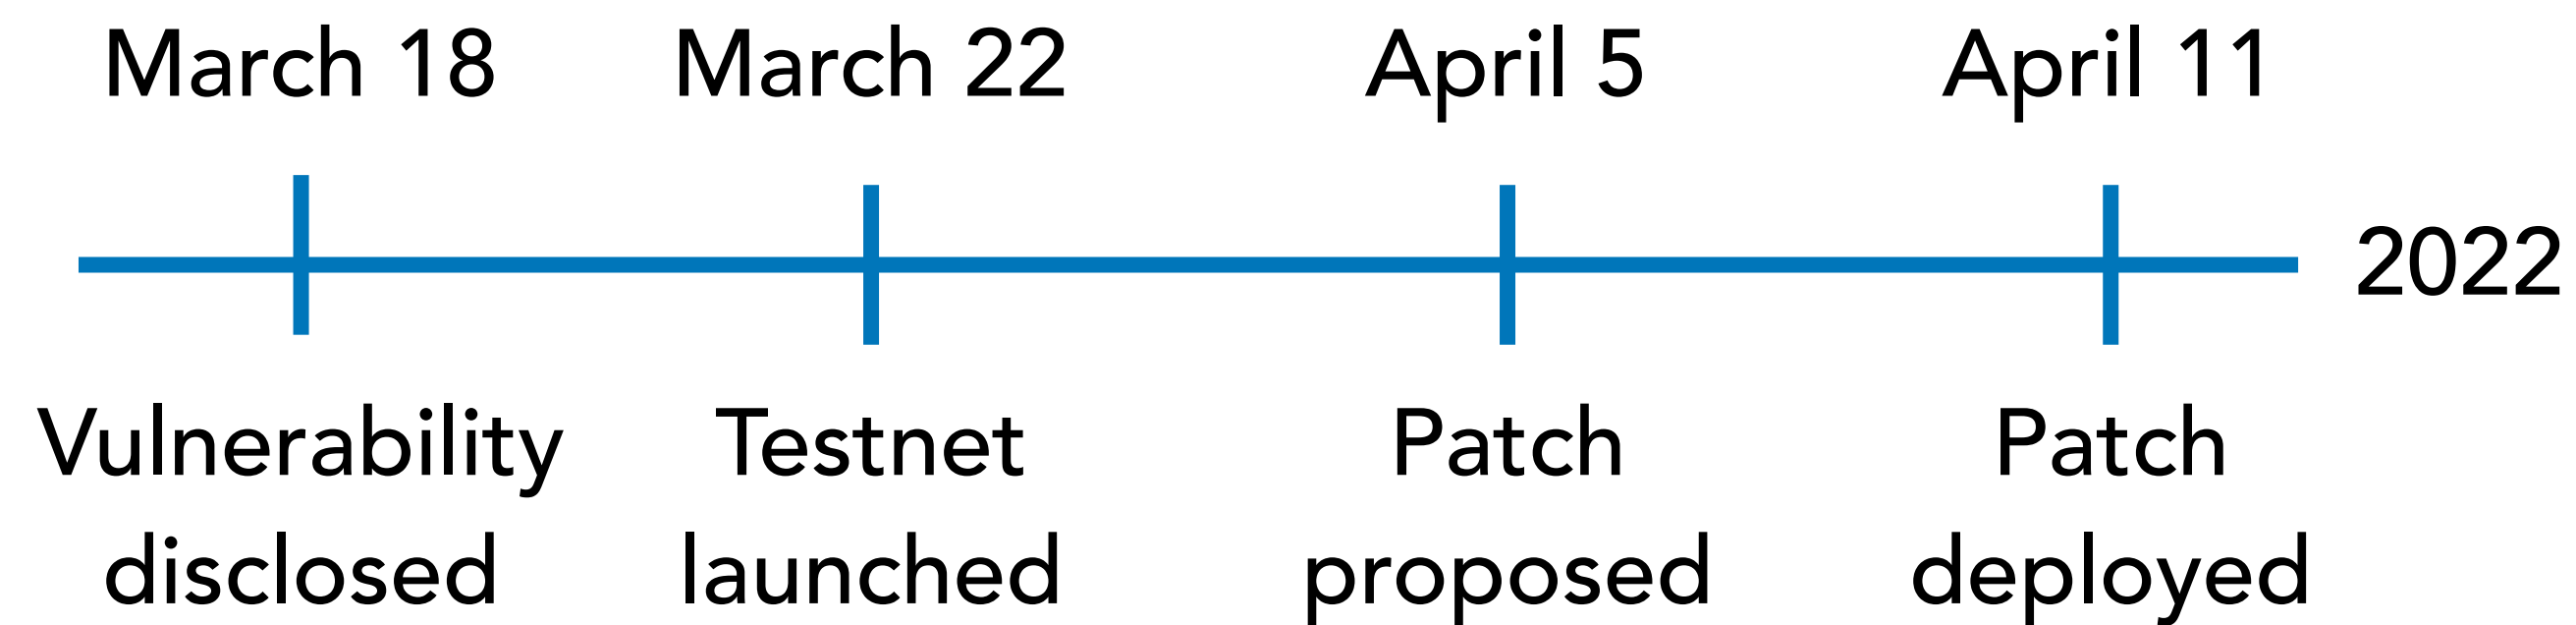 March 18 March 22 April 5 April 11
2022
Vulnerability Testnet Patch Patch
disclosed launched proposed deployed